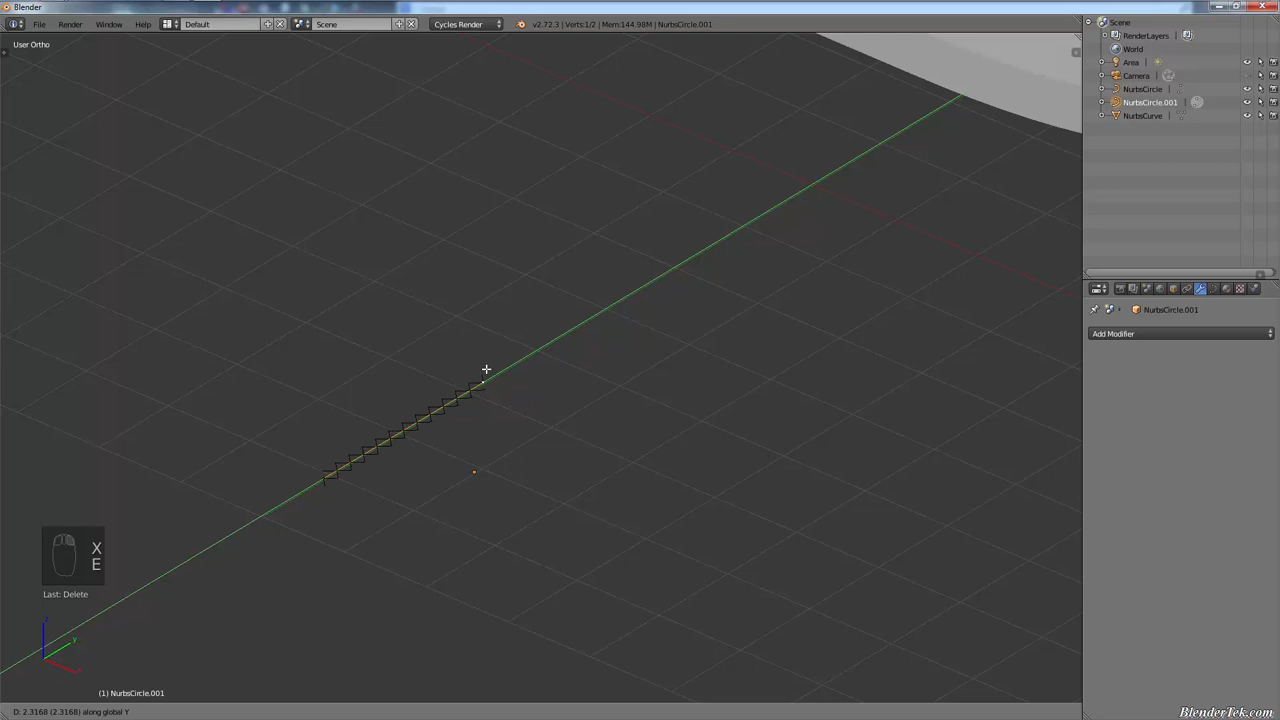 Blender
File
Render
Window
Help
Default
Scene
Cycles Render
v2.72.3 | Verts:1/2 | Mem:144.98M | NurbsCircle.001
User Ortho
Scene
RenderLayers
World
Area
Camera
NurbsCircle
NurbsCircle.001
NurbsCurve
NurbsCircle.001
Add Modifier
X
E
Last: Delete
z
y
(1) NurbsCircle.001
D: 2.3168 (2.3168) along global Y
BlenderTek.com